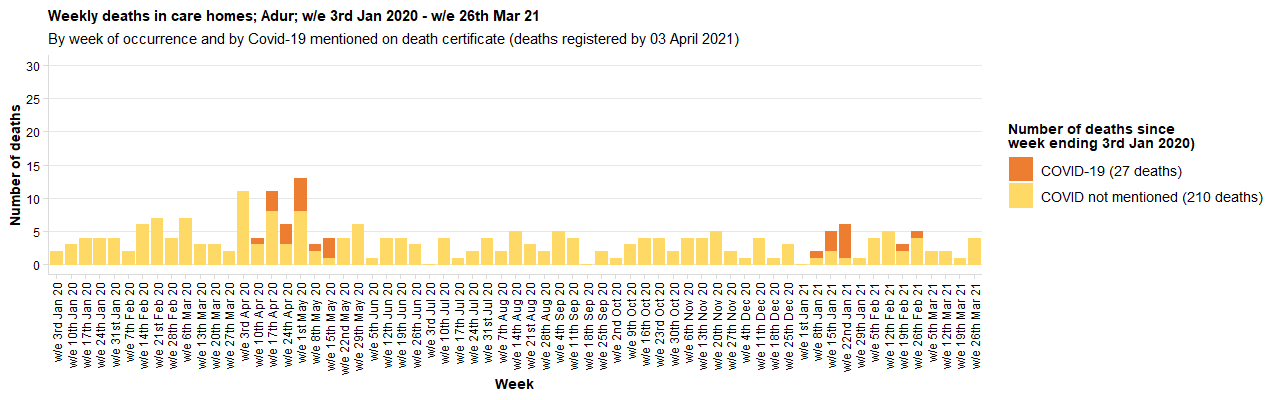 Weekly deaths in care homes; Adur; w/e 3rd Jan 2020 - w/e 26th Mar 21
By week of occurrence and by Covid-19 mentioned on death certificate (deaths registered by 03 April 2021)
Number of deaths
30
25
20
15
10
5
0
w/e 3rd Jan 20
w/e 10th Jan 20
w/e 17th Jan 20
w/e 24th Jan 20
w/e 31st Jan 20
w/e 7th Feb 20
w/e 14th Feb 20
w/e 21st Feb 20
w/e 28th Feb 20
w/e 6th Mar 20
w/e 13th Mar 20
w/e 20th Mar 20
w/e 27th Mar 20
w/e 3rd Apr 20
w/e 10th Apr 20
w/e 17th Apr 20
w/e 24th Apr 20
w/e 1st May 20
w/e 8th May 20
w/e 15th May 20
w/e 22nd May 20
w/e 29th May 20
w/e 5th Jun 20
w/e 12th Jun 20
w/e 19th Jun 20
w/e 26th Jun 20
w/e 3rd Jul 20
w/e 10th Jul 20
w/e 17th Jul 20
w/e 24th Jul 20
w/e 31st Jul 20
w/e 7th Aug 20
w/e 14th Aug 20
w/e 21st Aug 20
w/e 28th Aug 20
w/e 4th Sep 20
w/e 11th Sep 20
w/e 18th Sep 20
w/e 25th Sep 20
w/e 2nd Oct 20
w/e 9th Oct 20
w/e 16th Oct 20
w/e 23rd Oct 20
w/e 30th Oct 20
w/e 6th Nov 20
w/e 13th Nov 20
w/e 20th Nov 20
w/e 27th Nov 20
w/e 4th Dec 20
w/e 11th Dec 20
w/e 18th Dec 20
w/e 25th Dec 20
w/e 1st Jan 21
w/e 8th Jan 21
w/e 15th Jan 21
w/e 22nd Jan 21
w/e 29th Jan 21
w/e 5th Feb 21
w/e 12th Feb 21
w/e 19th Feb 21
w/e 26th Feb 21
w/e 5th Mar 21
w/e 12th Mar 21
w/e 19th Mar 21
w/e 26th Mar 21
Week
Number of deaths since
week ending 3rd Jan 2020)
COVID-19 (27 deaths)
COVID not mentioned (210 deaths)